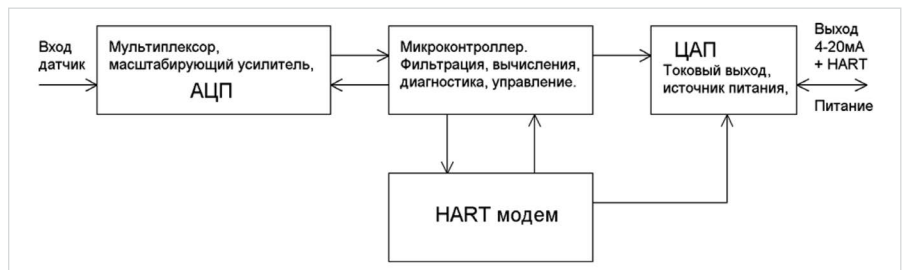 Вход
датчик
Мультиплексор,
масштабирующий усилитель,
АЦП
Микроконтроллер.
Фильтрация, вычисления,
диагностика, управление.
ЦАП
Токовый выход,
источник питания,
Выход
4-20мА
+ HART
Питание
HART модем